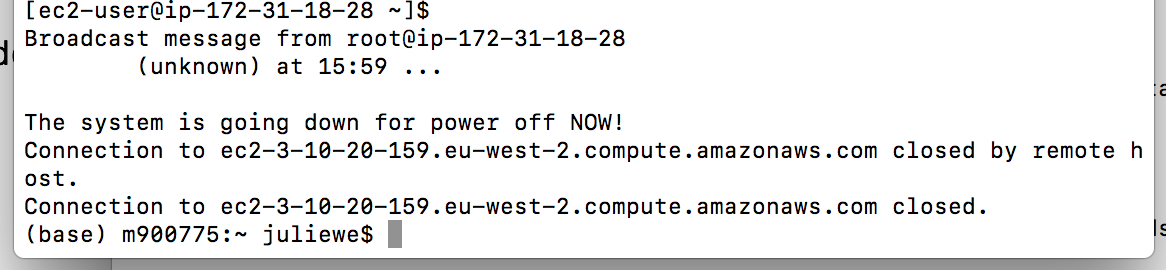 [ec2-user@ip-172-31-18-28 ~]$
Broadcast message from root@ip-172-31-18-28
        (unknown) at 15:59 ...

The system is going down for power off NOW!
Connection to ec2-3-10-20-159.eu-west-2.compute.amazonaws.com closed by remote h
ost.
Connection to ec2-3-10-20-159.eu-west-2.compute.amazonaws.com closed.
(base) m900775:~ juliewe$